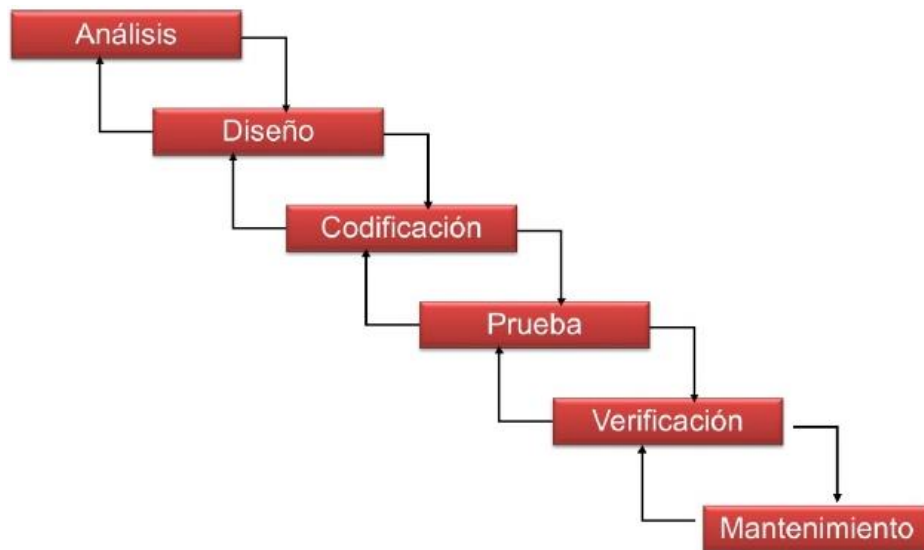 Análisis
Diseño
Codificación
Prueba
Verificación
Mantenimiento